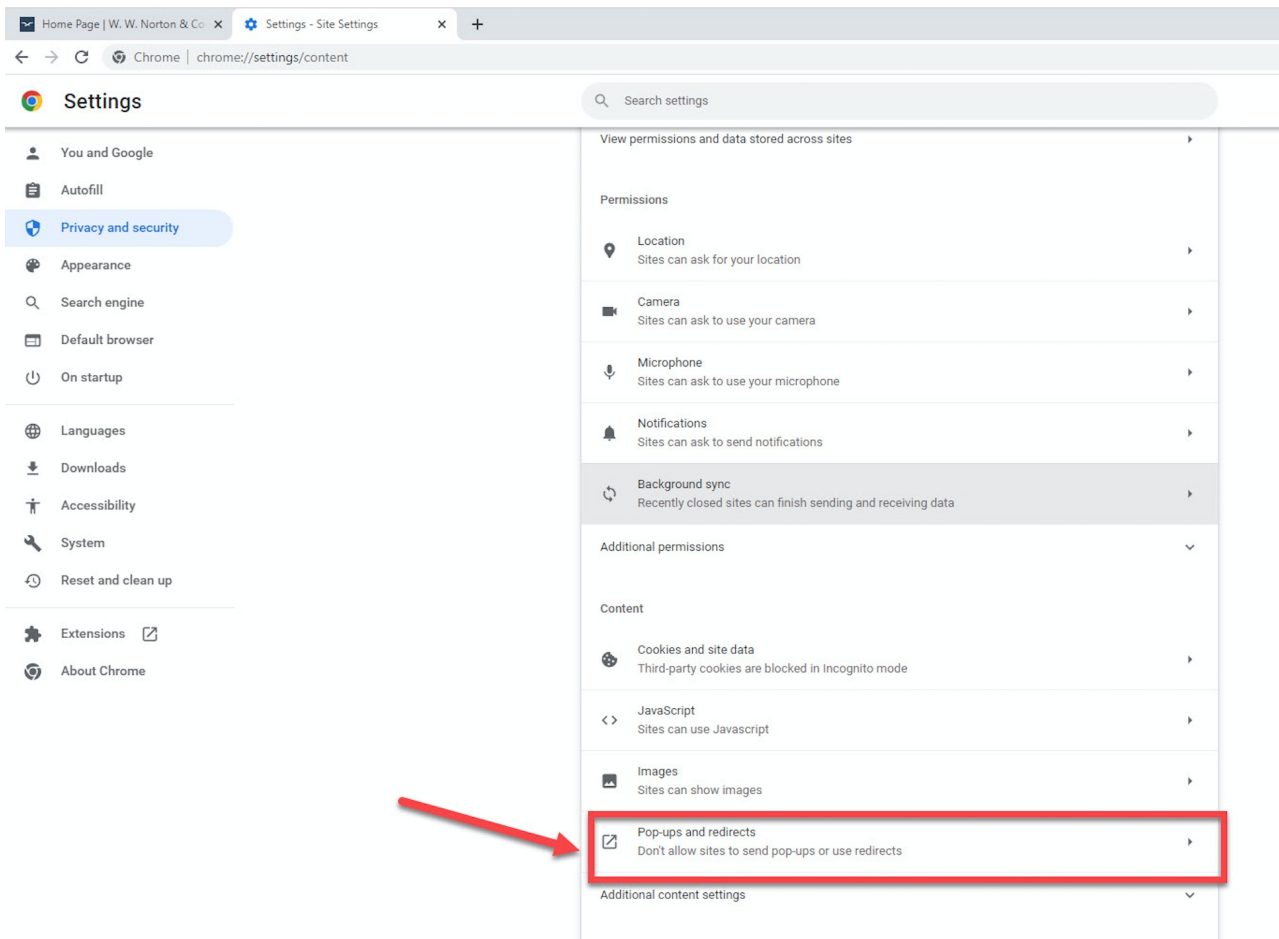 Home Page | W. W. Norton & Co
Settings - Site Settings
Chrome | chrome://settings/content
Settings
Search settings
You and Google
Autofill
Privacy and security
Appearance
Search engine
Default browser
On startup
Languages
Downloads
Accessibility
System
Reset and clean up
Extensions
About Chrome
View permissions and data stored across sites
Permissions
Location
Sites can ask for your location
Camera
Sites can ask to use your camera
Microphone
Sites can ask to use your microphone
Notifications
Sites can ask to send notifications
Background sync
Recently closed sites can finish sending and receiving data
Additional permissions
Content
Cookies and site data
Third-party cookies are blocked in Incognito mode
JavaScript
Sites can use Javascript
Images
Sites can show images
Pop-ups and redirects
Don't allow sites to send pop-ups or use redirects
Additional content settings